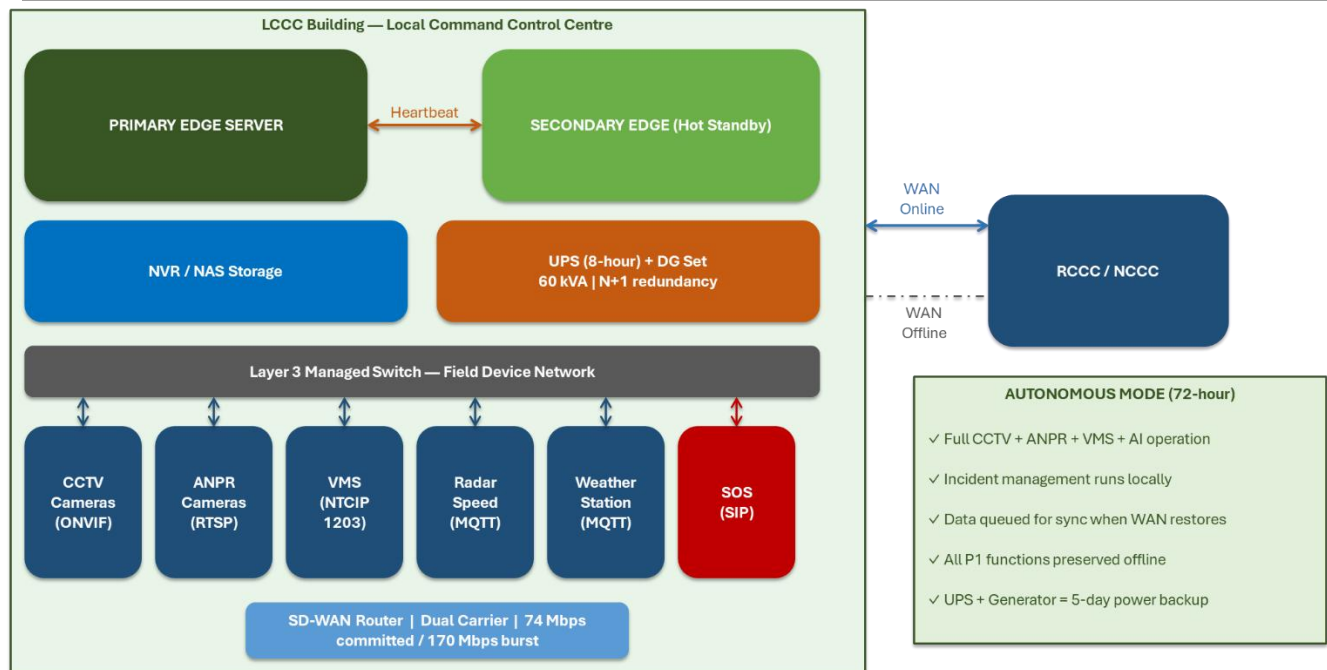 LCCC Building — Local Command Control Centre
PRIMARY EDGE SERVER
Heartbeat
SECONDARY EDGE (Hot Standby)
WAN
Online
NVR / NAS Storage
UPS (8-hour) + DG Set
60 kVA | N+1 redundancy
RCCC / NCCC
WAN
Offline
Layer 3 Managed Switch — Field Device Network
CCTV
Cameras
(ONVIF)
ANPR
Cameras
(RTSP)
VMS
(NTCIP
1203)
Radar
Speed
(MQTT)
Weather
Station
(MQTT)
SOS
(SIP)
SD-WAN Router | Dual Carrier | 74 Mbps
committed / 170 Mbps burst
AUTONOMOUS MODE (72-hour)
✓ Full CCTV + ANPR + VMS + AI operation
✓ Incident management runs locally
✓ Data queued for sync when WAN restores
✓ All P1 functions preserved offline
✓ UPS + Generator = 5-day power backup